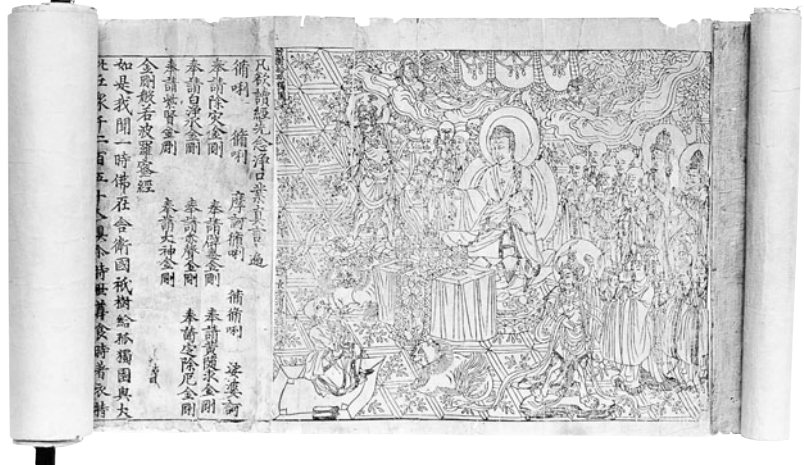 凡欲讀經先念淨口業真言一遍
脩唎 脩唎 摩訶脩唎 脩脩唎 娑婆訶
奉請除灾金剛 奉請辟毒金剛 奉請黃隨求金剛
奉請白淨水金剛 奉請赤聲金剛 奉請定除厄金剛
奉請紫賢金剛 奉請大神金剛
金剛般若波羅蜜經
如是我聞一時佛在舍衛國祇樹給孤獨園與大
比丘衆千二百五十人俱尒時世尊食時著衣持